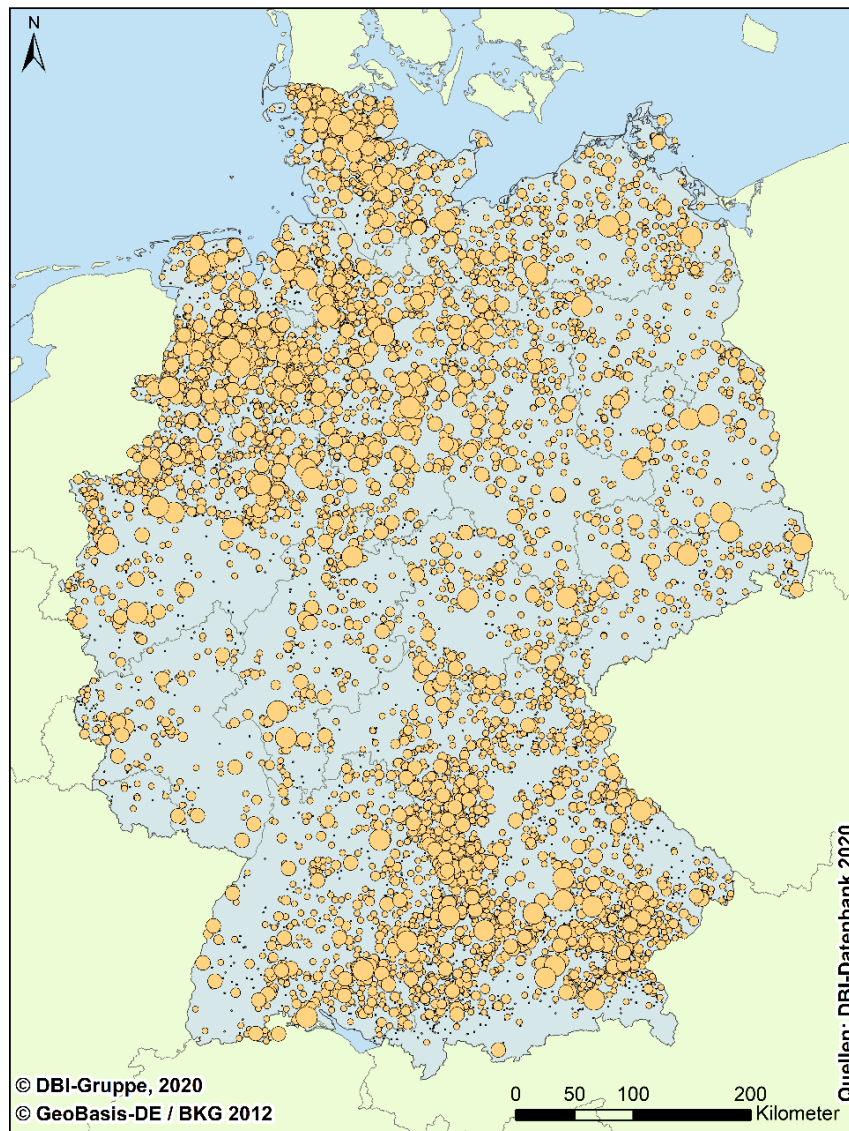 N
Quellen: DBI-Datenbank 2020
© DBI-Gruppe, 2020
© GeoBasis-DE / BKG 2012
0 50 100 200
Kilometer